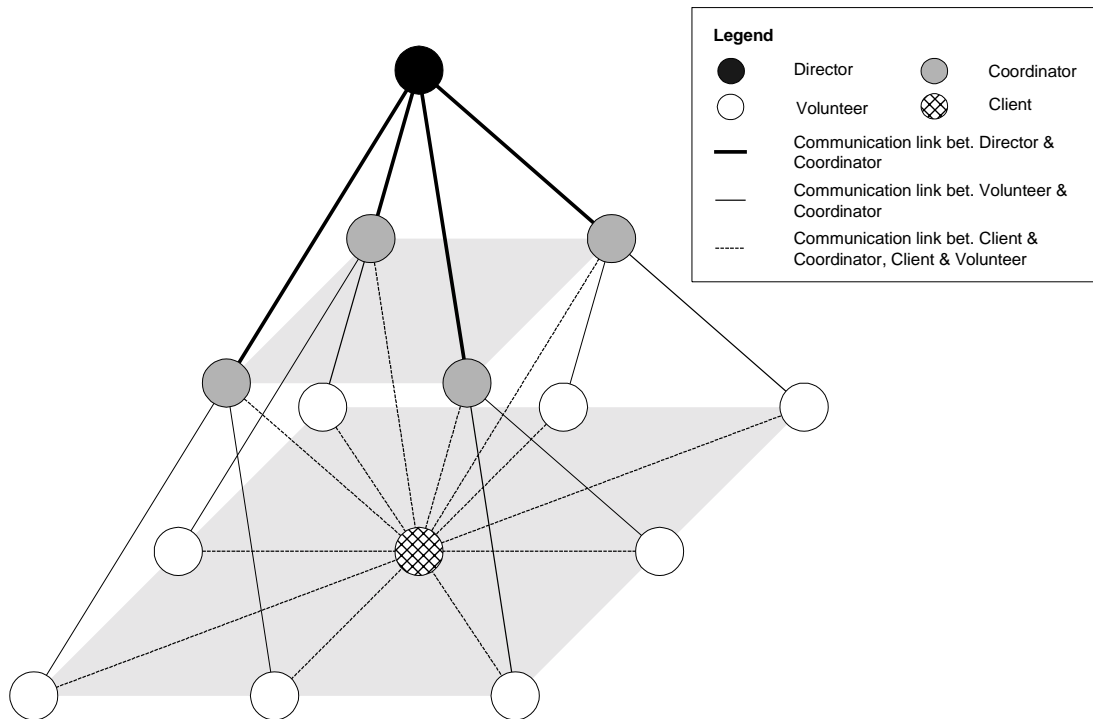 Legend
Director
Coordinator
Volunteer
Client
Communication link bet. Director &
Coordinator
Communication link bet. Volunteer &
Coordinator
Communication link bet. Client &
Coordinator, Client & Volunteer